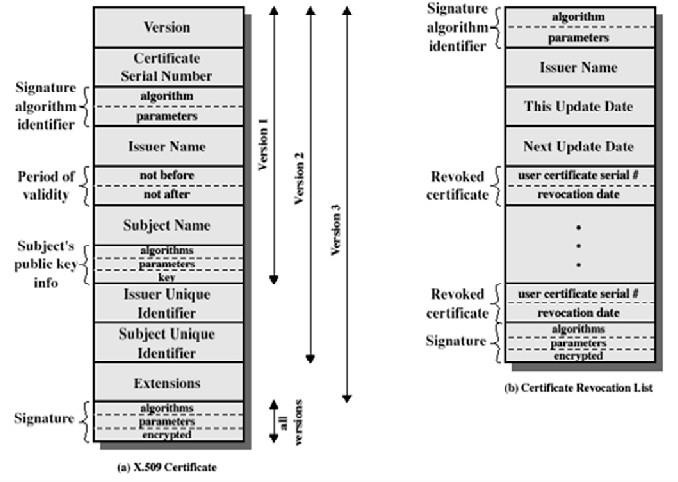 Version
Certificate
Serial Number
Signature
algorithm
identifier
algorithm
parameters
Issuer Name
Period of
validity
not before
not after
Subject Name
Subject's
public key
info
algorithms
parameters
key
Issuer Unique
Identifier
Subject Unique
Identifier
Extensions
Signature
algorithms
parameters
encrypted
Version 1
Version 2
Version 3
all
versions
(a) X.509 Certificate
Signature
algorithm
identifier
algorithm
parameters
Issuer Name
This Update Date
Next Update Date
Revoked
certificate
user certificate serial #
revocation date
•
•
•
Revoked
certificate
user certificate serial #
revocation date
Signature
algorithms
parameters
encrypted
(b) Certificate Revocation List